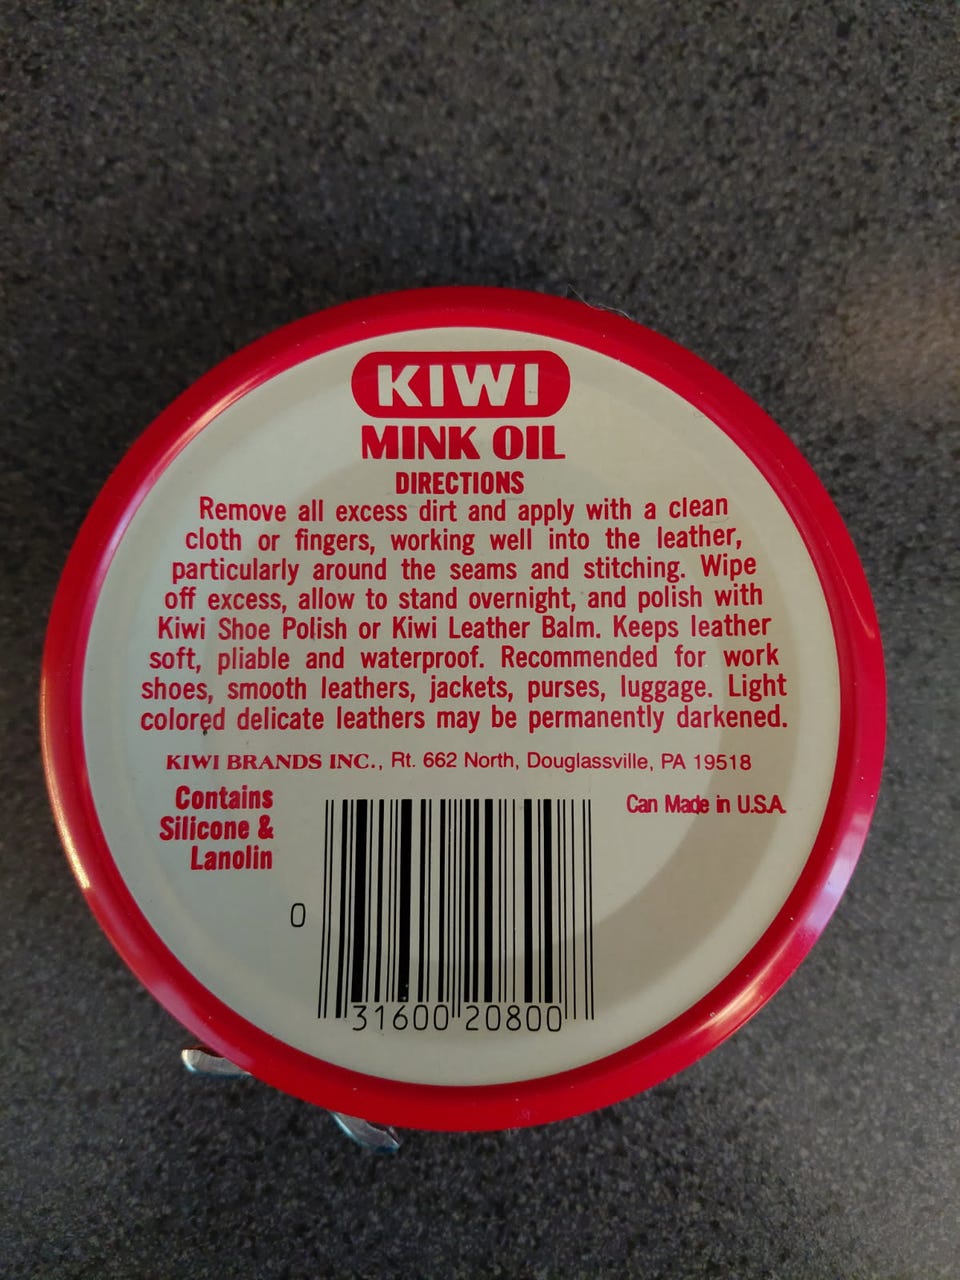 KIWI
MINK OIL
DIRECTIONS
Remove all excess dirt and apply with a clean
cloth or fingers, working well into the leather,
particularly around the seams and stitching. Wipe
off excess, allow to stand overnight, and polish with
Kiwi Shoe Polish or Kiwi Leather Balm. Keeps leather
soft, pliable and waterproof. Recommended for work
shoes, smooth leathers, jackets, purses, luggage. Light
colored delicate leathers may be permanently darkened.
KIWI BRANDS INC., Rt. 662 North, Douglassville, PA 19518
Contains
Silicone &
Lanolin
Can Made in U.S.A.
0
31600 20800